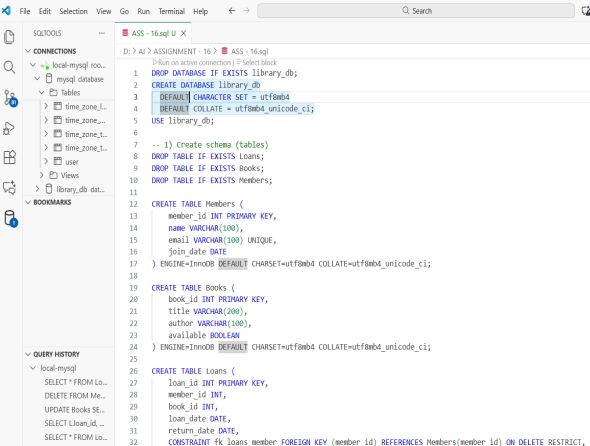 File Edit Selection View Go Run Terminal Help
Search
SQLTOOLS
ASS - 16.sql U
D: > AI > ASSIGNMENT - 16 > ASS - 16.sql
CONNECTIONS
local-mysql roo...
mysql database
Tables
time_zone_l...
time_zone_...
time_zone_t...
time_zone_t...
user
Views
library_db dat...
BOOKMARKS
QUERY HISTORY
local-mysql
SELECT * FROM Lo...
DELETE FROM Me...
UPDATE Books SE...
SELECT L.loan_id, ...
SELECT * FROM Lo...
Run on active connection | Select block
1 DROP DATABASE IF EXISTS library_db;
2 CREATE DATABASE library_db
3 DEFAULT CHARACTER SET = utf8mb4
4 DEFAULT COLLATE = utf8mb4_unicode_ci;
5 USE library_db;
6
7 -- 1) Create schema (tables)
8 DROP TABLE IF EXISTS Loans;
9 DROP TABLE IF EXISTS Books;
10 DROP TABLE IF EXISTS Members;
11
12 CREATE TABLE Members (
13 member_id INT PRIMARY KEY,
14 name VARCHAR(100),
15 email VARCHAR(100) UNIQUE,
16 join_date DATE
17 ) ENGINE=InnoDB DEFAULT CHARSET=utf8mb4 COLLATE=utf8mb4_unicode_ci;
18
19 CREATE TABLE Books (
20 book_id INT PRIMARY KEY,
21 title VARCHAR(200),
22 author VARCHAR(100),
23 available BOOLEAN
24 ) ENGINE=InnoDB DEFAULT CHARSET=utf8mb4 COLLATE=utf8mb4_unicode_ci;
25
26 CREATE TABLE Loans (
27 loan_id INT PRIMARY KEY,
28 member_id INT,
29 book_id INT,
30 loan_date DATE,
31 return_date DATE,
32 CONSTRAINT fk_loans_member FOREIGN KEY (member_id) REFERENCES Members(member_id) ON DELETE RESTRICT,